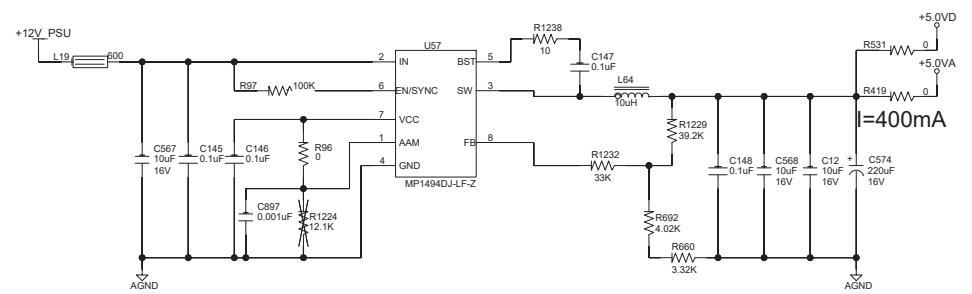 +12V_PSU
L19
600
R97
100K
C567
10uF
16V
C145
0.1uF
C146
0.1uF
C897
0.001uF
R96
0
R1224
12.1K
AGND
U57
2
IN
BST
5
6
EN/SYNC
SW
3
7
VCC
1
AAM
FB
8
4
GND
MP1494DJ-LF-Z
R1238
10
C147
0.1uF
L64
10uH
R1229
39.2K
R1232
33K
R692
4.02K
R660
3.32K
C148
0.1uF
C568
10uF
16V
C12
10uF
16V
+
C574
220uF
16V
AGND
+5.0VD
R531
0
+5.0VA
R419
0
I=400mA